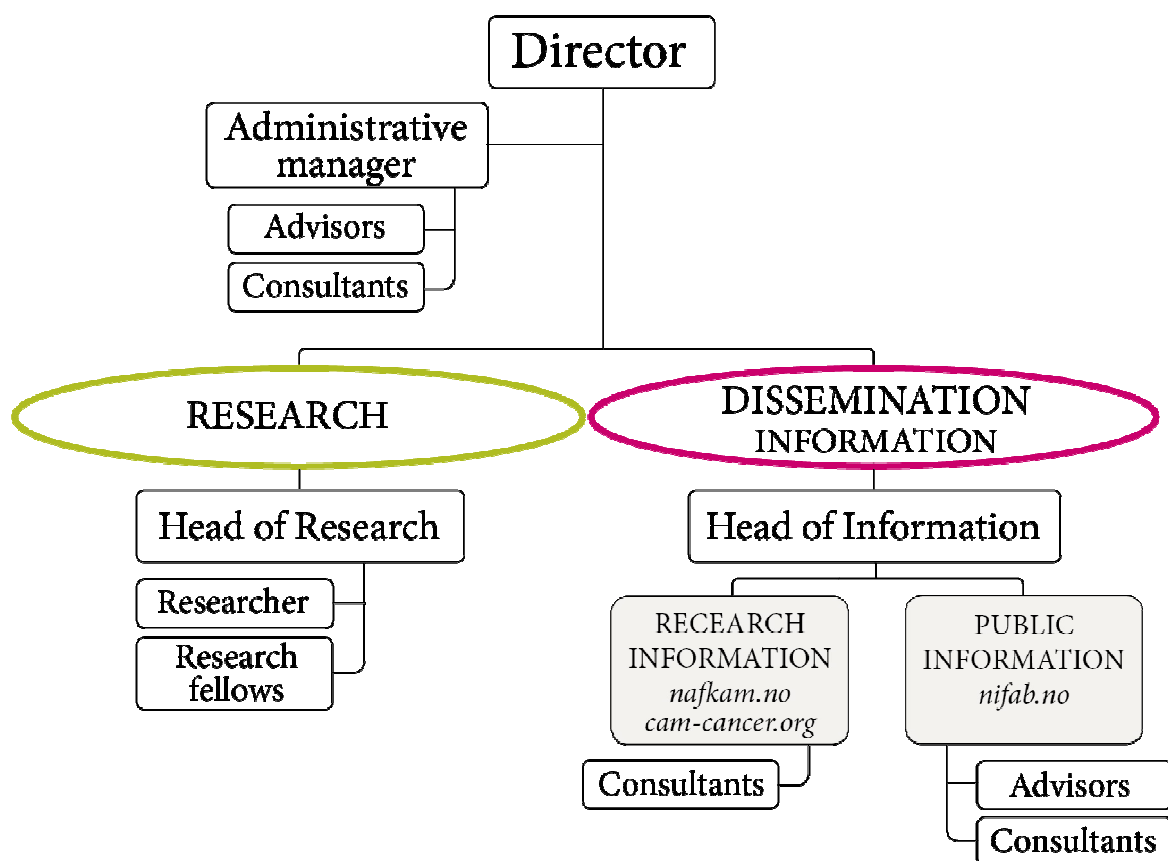 Director
Administrative
manager
Advisors
Consultants
RESEARCH
DISSEMINATION
INFORMATION
Head of Research
Researcher
Research
fellows
Head of Information
RECEARCH
INFORMATION
nafkam.no
cam-cancer.org
Consultants
PUBLIC
INFORMATION
nifab.no
Advisors
Consultants